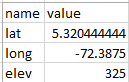 name value
lat 5.320444444
long -72.3875
elev 325